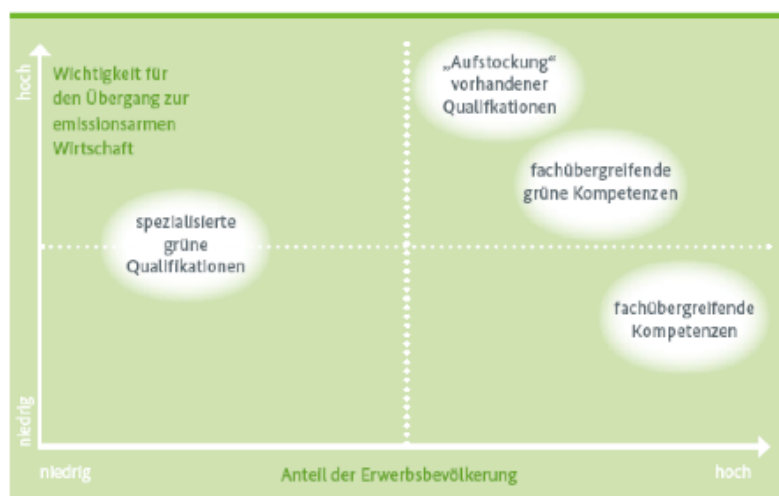 hoch
Wichtigkeit für
den Übergang zur
emissionsarmen
Wirtschaft
„Aufstockung“
vorhandener
Qualifkationen
fachübergreifende
grüne Kompetenzen
spezialisierte
grüne
Qualifikationen
fachübergreifende
Kompetenzen
niedrig
niedrig
Anteil der Erwerbsbevölkerung
hoch